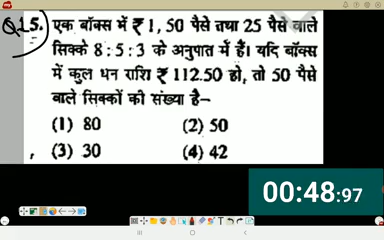 Q.15. एक बॉक्स में ₹ 1, 50 पैसे तथा 25 पैसे वाले
सिक्के 8 : 5 : 3 के अनुपात में हैं। यदि बॉक्स
में कुल धन राशि ₹ 112.50 हो, तो 50 पैसे
वाले सिक्कों की संख्या है–
(1) 80 (2) 50
(3) 30 (4) 42
00:48:97